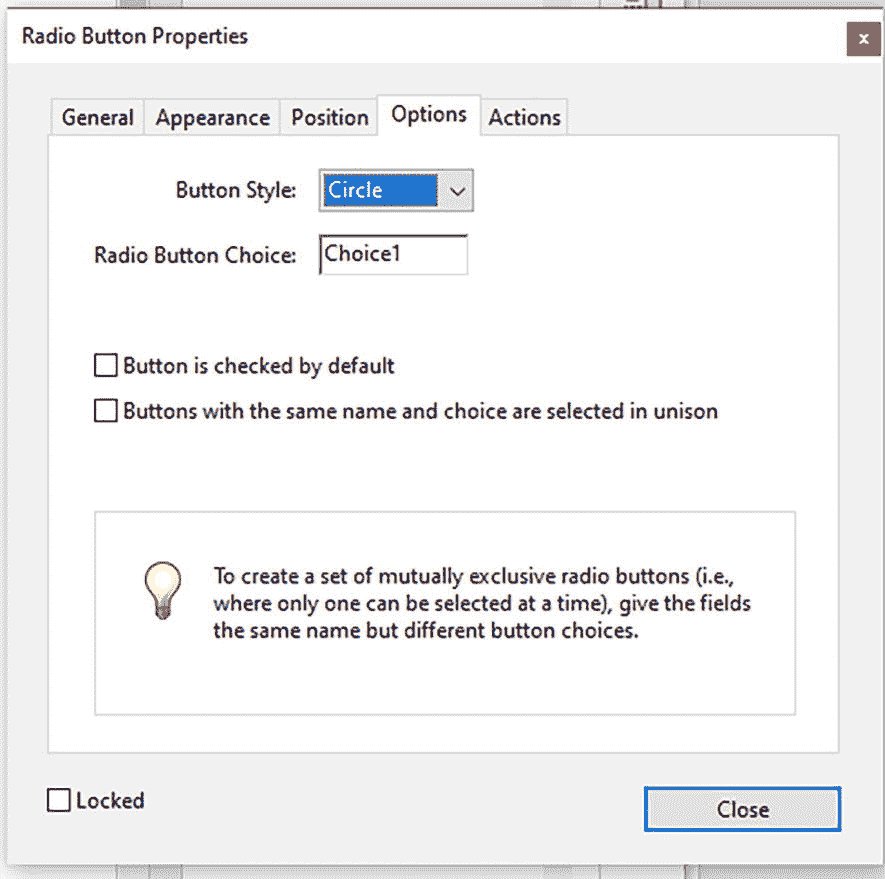 Radio Button Properties
x
General Appearance Position Options Actions
Button Style: Circle
Radio Button Choice: Choice1
Button is checked by default
Buttons with the same name and choice are selected in unison
To create a set of mutually exclusive radio buttons (i.e.,
where only one can be selected at a time), give the fields
the same name but different button choices.
Locked
Close